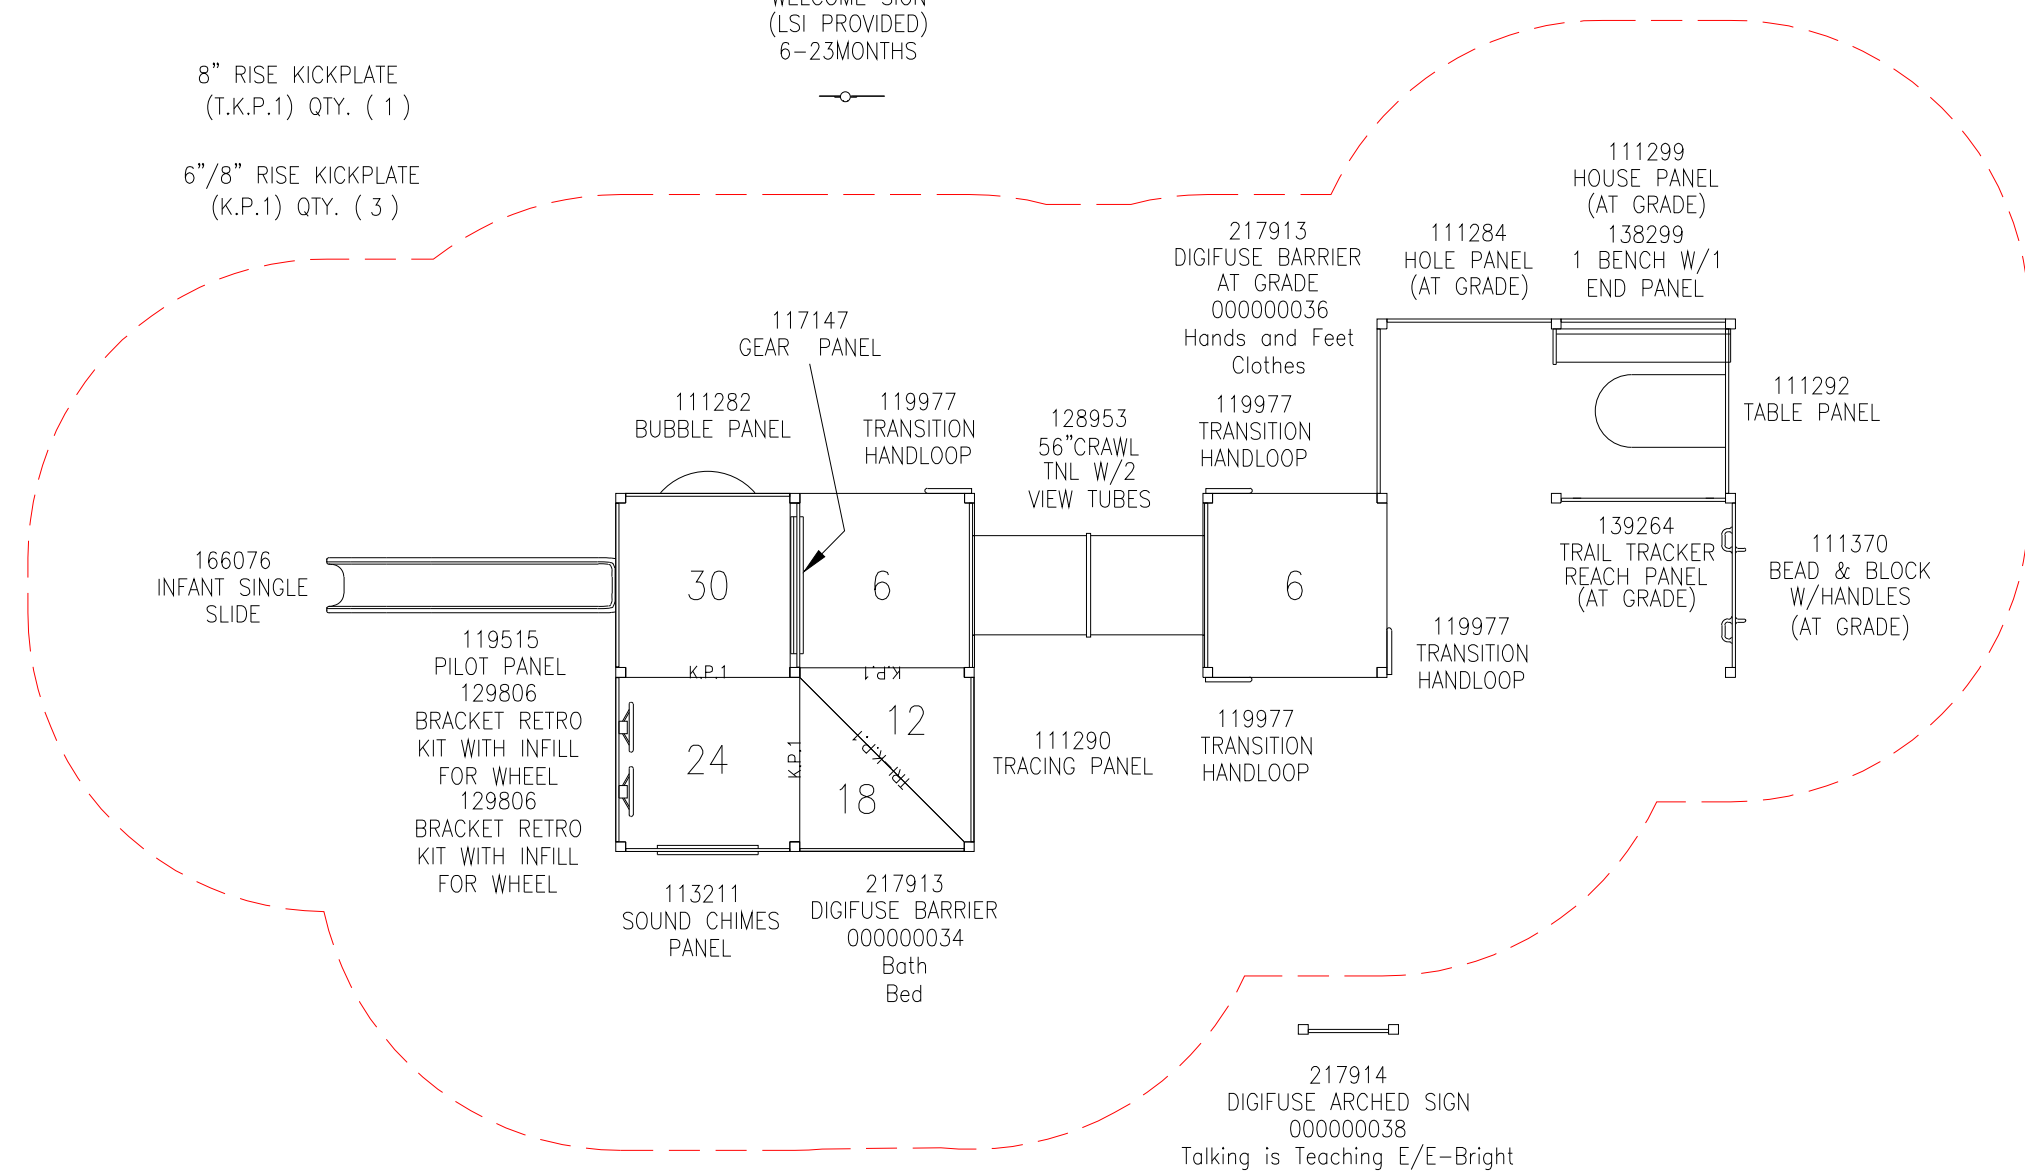 WELCOME SIGN
(LSI PROVIDED)
6-23MONTHS
8" RISE KICKPLATE
(T.K.P.1) QTY. ( 1 )
6"/8" RISE KICKPLATE
(K.P.1) QTY. ( 3 )
111299
HOUSE PANEL
(AT GRADE)
138299
1 BENCH W/1
END PANEL
111284
HOLE PANEL
(AT GRADE)
217913
DIGIFUSE BARRIER
AT GRADE
000000036
Hands and Feet
Clothes
117147
GEAR PANEL
111282
BUBBLE PANEL
119977
TRANSITION
HANDLOOP
128953
56"CRAWL
TNL W/2
VIEW TUBES
119977
TRANSITION
HANDLOOP
111292
TABLE PANEL
166076
INFANT SINGLE
SLIDE
30
6
6
139264
TRAIL TRACKER
REACH PANEL
(AT GRADE)
111370
BEAD & BLOCK
W/HANDLES
(AT GRADE)
119515
PILOT PANEL
129806
BRACKET RETRO
KIT WITH INFILL
FOR WHEEL
129806
BRACKET RETRO
KIT WITH INFILL
FOR WHEEL
K.P.1
K.P.1
24
K.P.1
12
TRI K.P.1
18
111290
TRACING PANEL
119977
TRANSITION
HANDLOOP
119977
TRANSITION
HANDLOOP
113211
SOUND CHIMES
PANEL
217913
DIGIFUSE BARRIER
000000034
Bath
Bed
217914
DIGIFUSE ARCHED SIGN
000000038
Talking is Teaching E/E-Bright